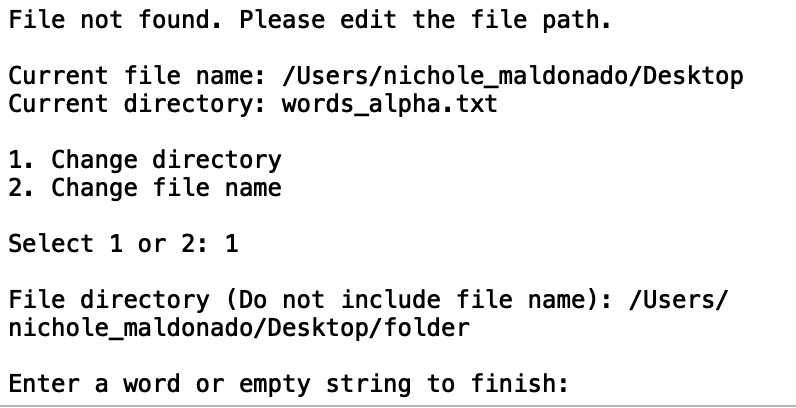 File not found. Please edit the file path.
Current file name: /Users/nichole_maldonado/Desktop
Current directory: words_alpha.txt
1. Change directory
2. Change file name
Select 1 or 2: 1
File directory (Do not include file name): /Users/
nichole_maldonado/Desktop/folder
Enter a word or empty string to finish: